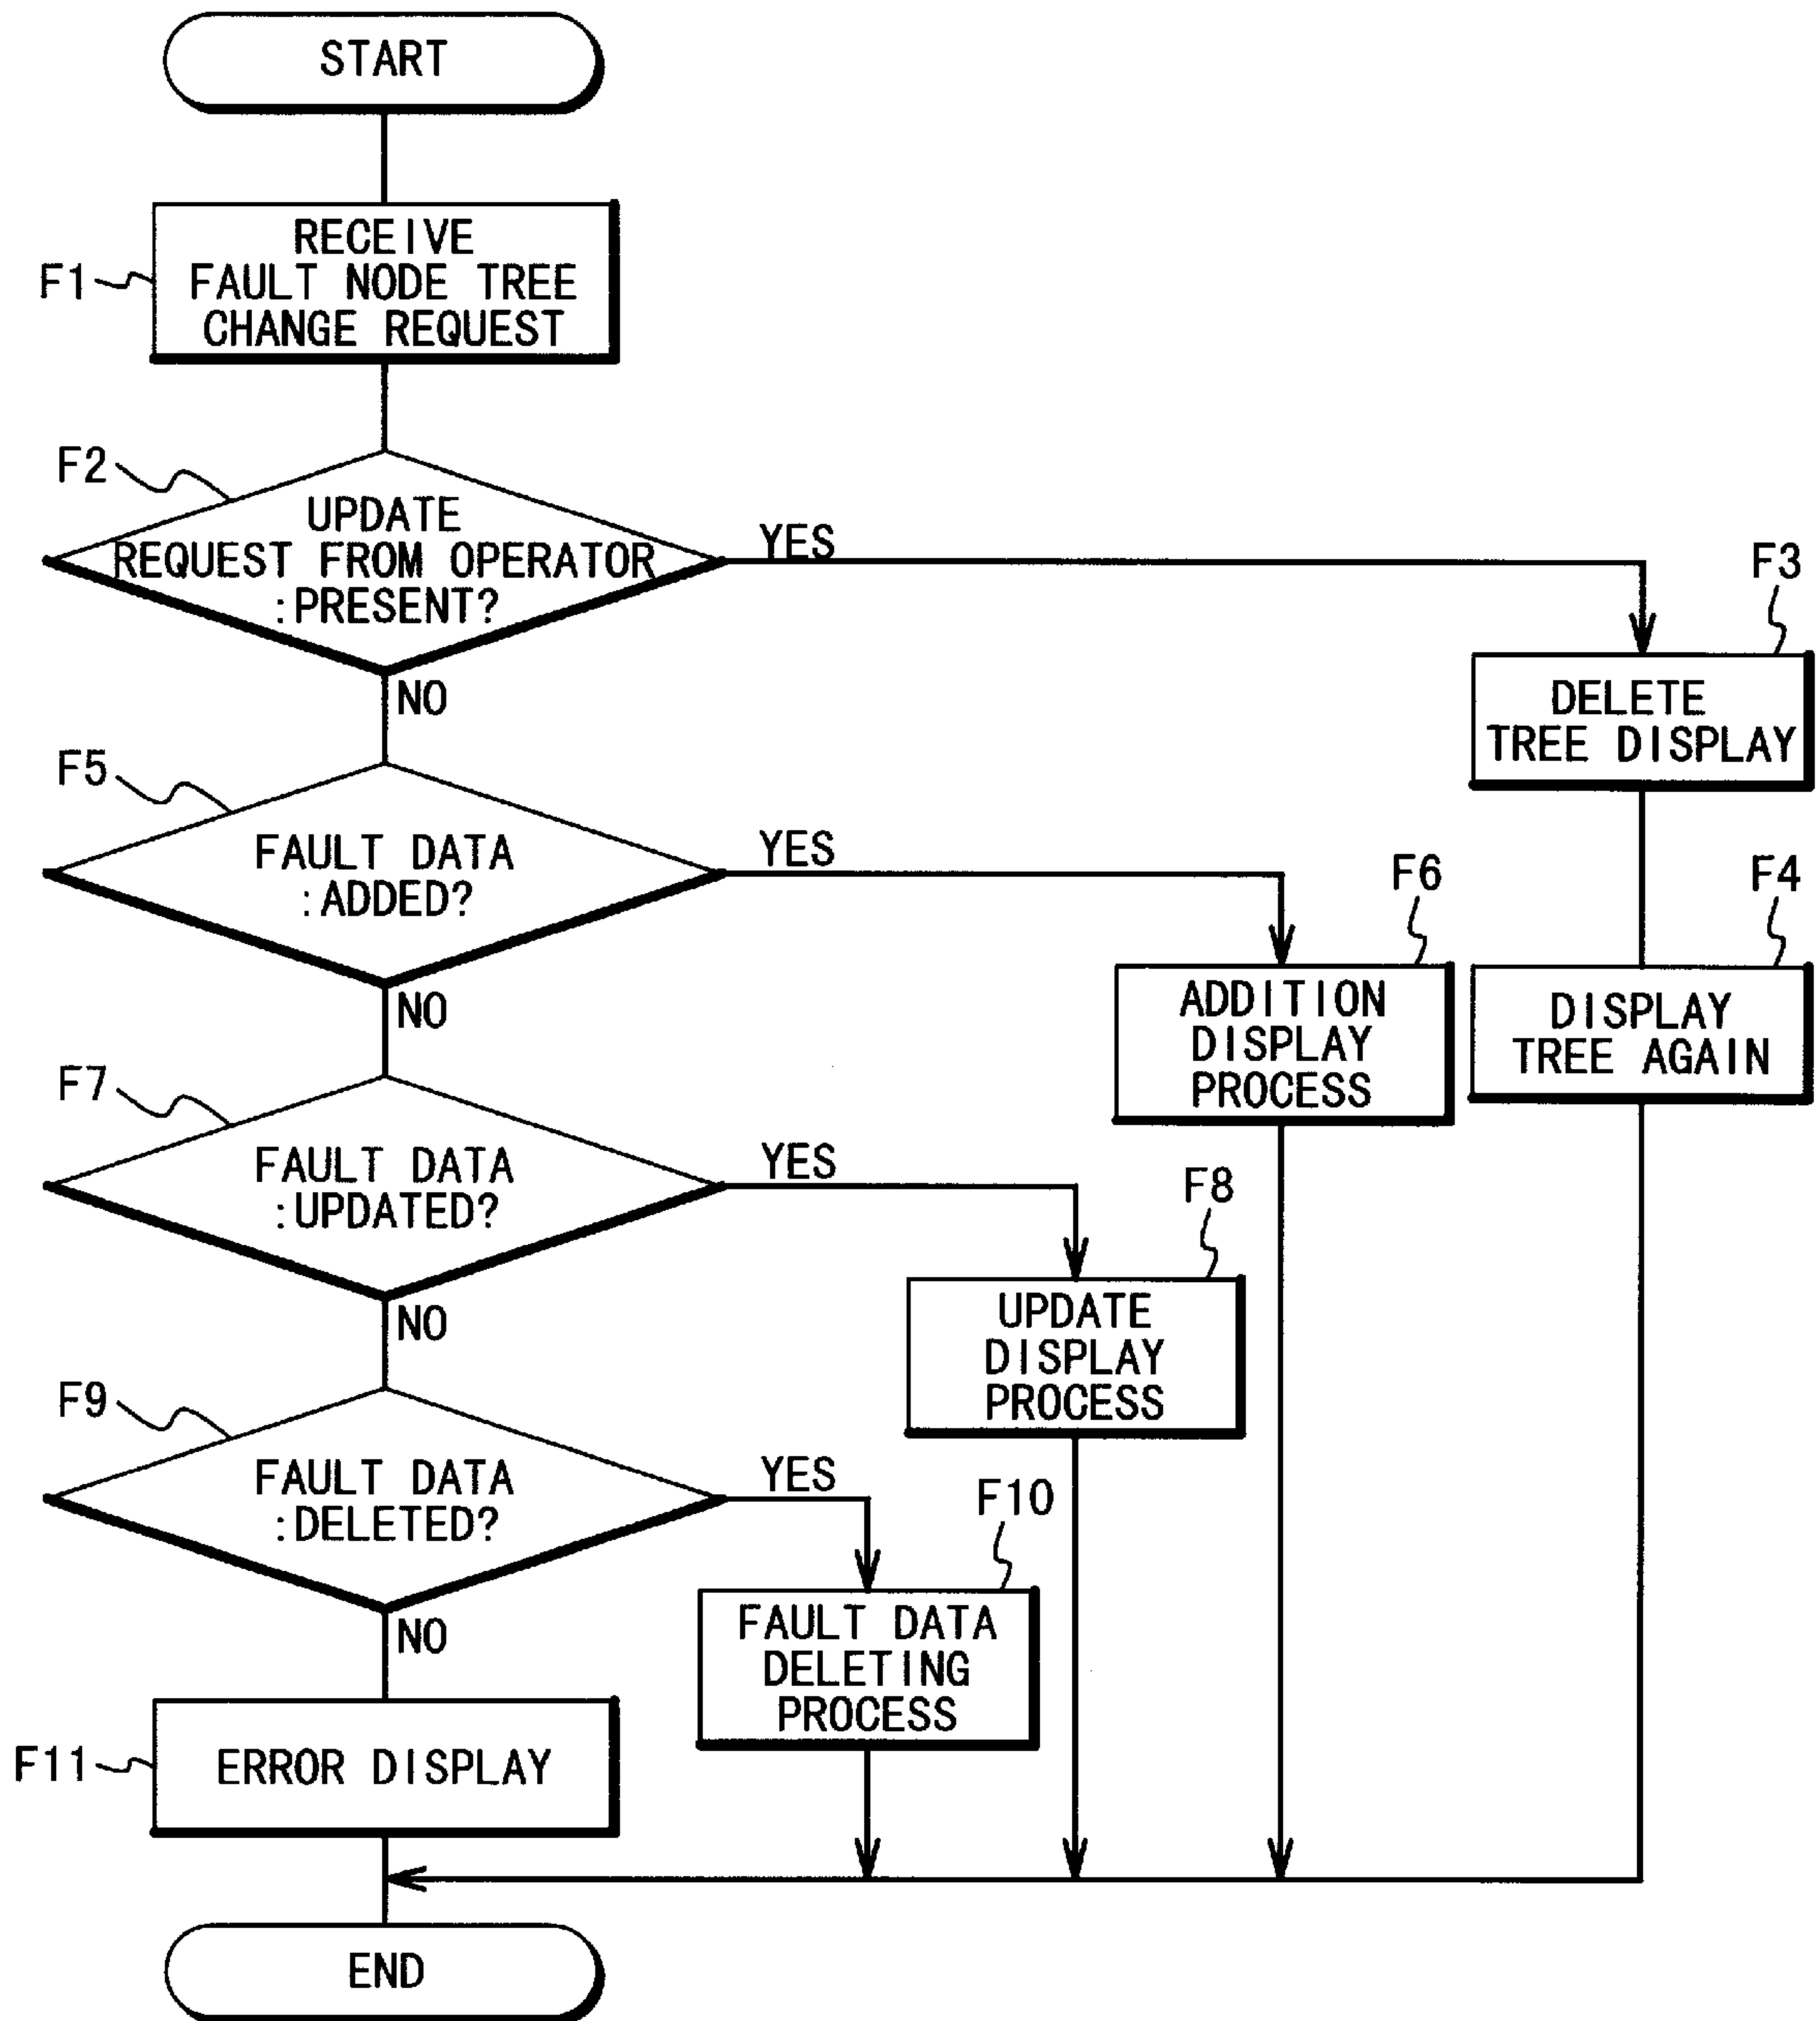 START
RECEIVE
FAULT NODE TREE
CHANGE REQUEST
F1
F2
UPDATE
REQUEST FROM OPERATOR
:PRESENT?
YES
NO
F3
DELETE
TREE DISPLAY
F4
DISPLAY
TREE AGAIN
F5
FAULT DATA
:ADDED?
YES
NO
F6
ADDITION
DISPLAY
PROCESS
F7
FAULT DATA
:UPDATED?
YES
NO
F8
UPDATE
DISPLAY
PROCESS
F9
FAULT DATA
:DELETED?
YES
NO
F10
FAULT DATA
DELETING
PROCESS
F11
ERROR DISPLAY
END